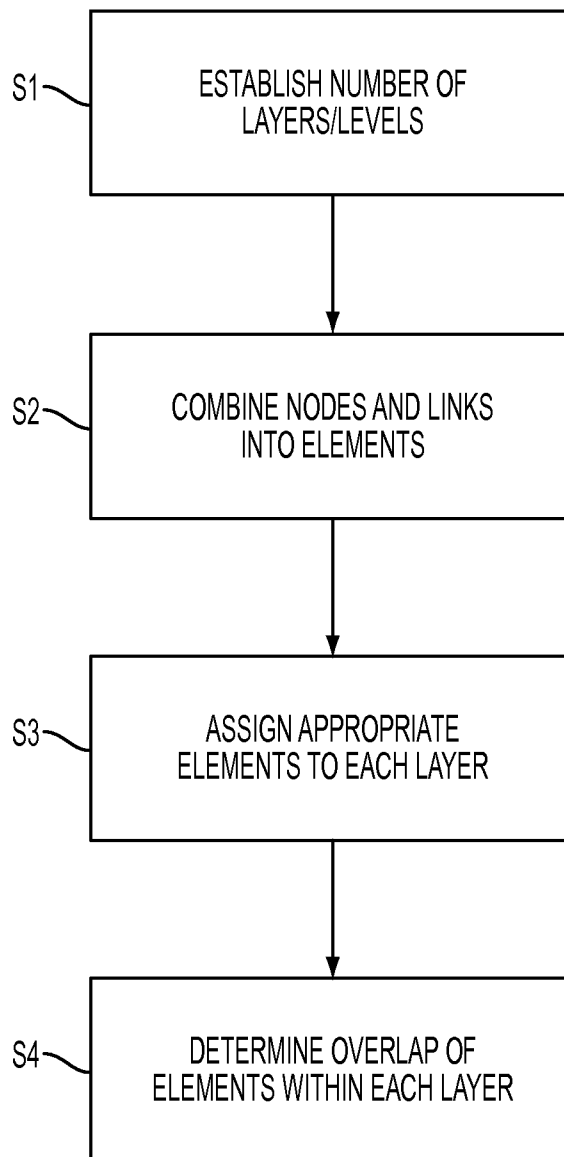 S1
ESTABLISH NUMBER OF
LAYERS/LEVELS
S2
COMBINE NODES AND LINKS
INTO ELEMENTS
S3
ASSIGN APPROPRIATE
ELEMENTS TO EACH LAYER
S4
DETERMINE OVERLAP OF
ELEMENTS WITHIN EACH LAYER